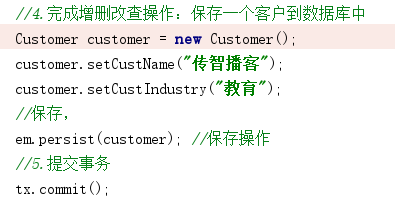 //4.完成增删改查操作：保存一个客户到数据库中
Customer customer = new Customer();
customer.setCustName("传智播客");
customer.setCustIndustry("教育");
//保存，
em.persist(customer); //保存操作
//5.提交事务
tx.commit();